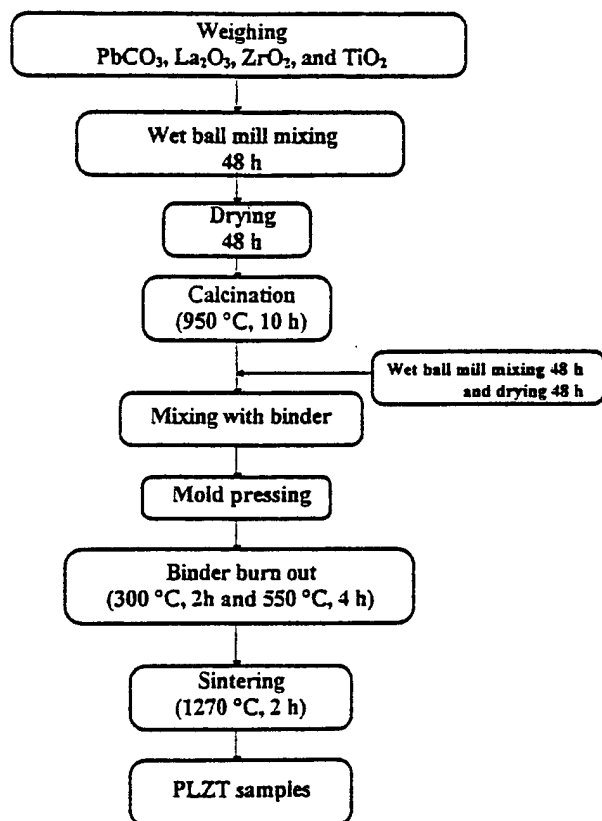 Weighing
PbCO₃, La₂O₃, ZrO₂, and TiO₂
Wet ball mill mixing
48 h
Drying
48 h
Calcination
(950 °C, 10 h)
Wet ball mill mixing 48 h
and drying 48 h
Mixing with binder
Mold pressing
Binder burn out
(300 °C, 2h and 550 °C, 4 h)
Sintering
(1270 °C, 2 h)
PLZT samples